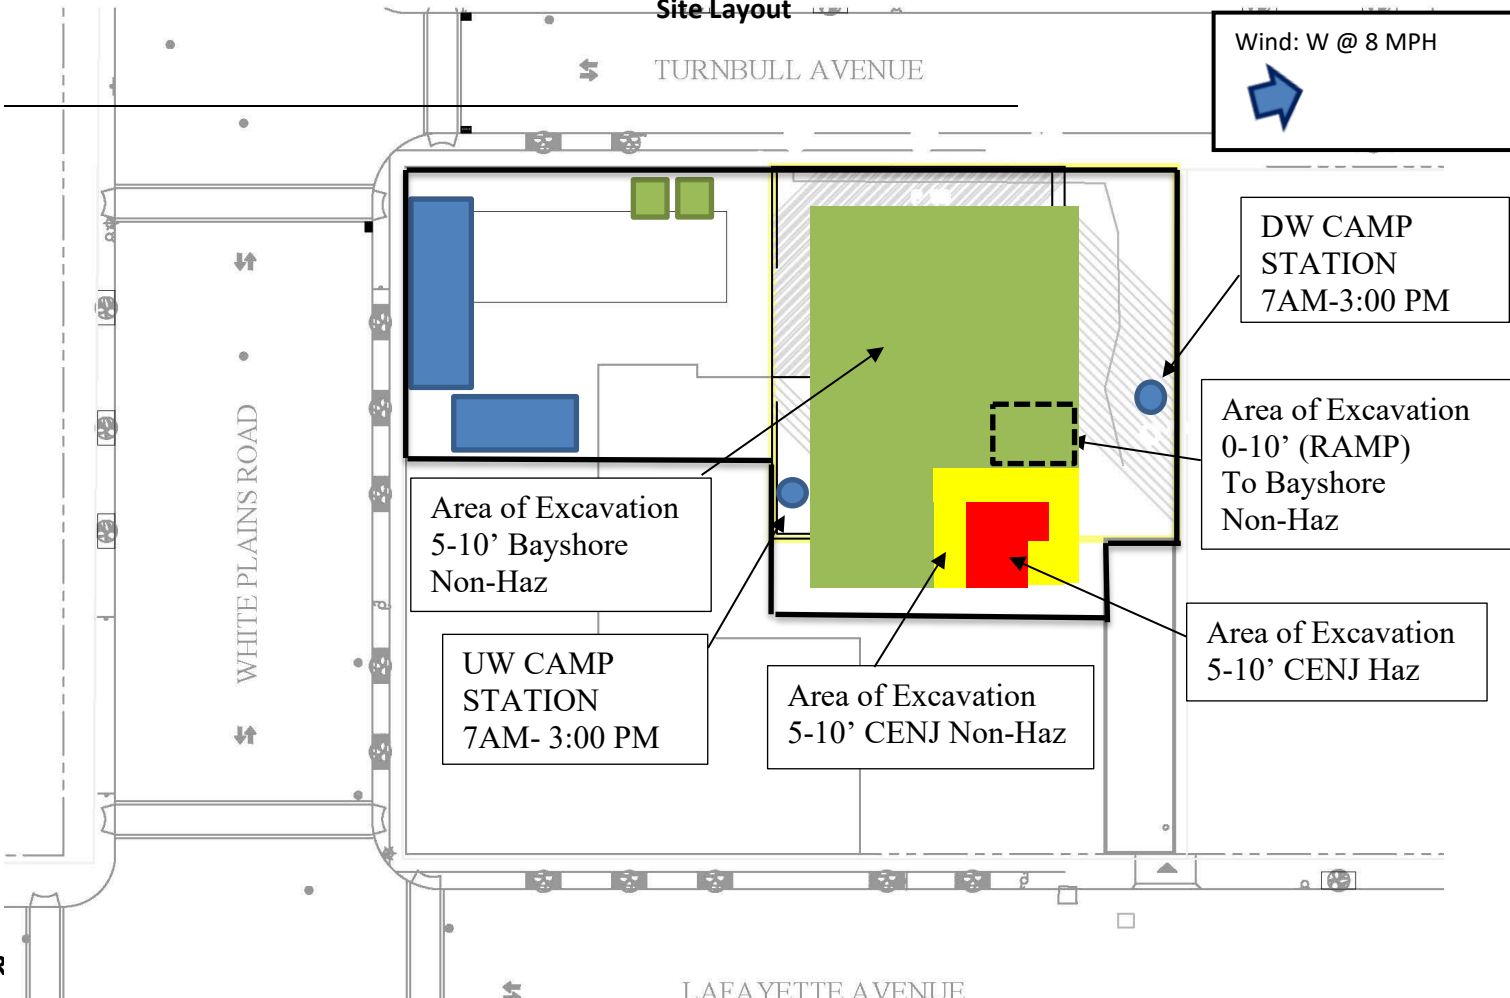 Site Layout
Wind: W @ 8 MPH
TURNBULL AVENUE
DW CAMP
STATION
7AM-3:00 PM
Area of Excavation
0-10’ (RAMP)
To Bayshore
Non-Haz
WHITE PLAINS ROAD
Area of Excavation
5-10’ Bayshore
Non-Haz
Area of Excavation
5-10’ CENJ Haz
UW CAMP
STATION
7AM- 3:00 PM
Area of Excavation
5-10’ CENJ Non-Haz
LAFAYETTE AVENUE